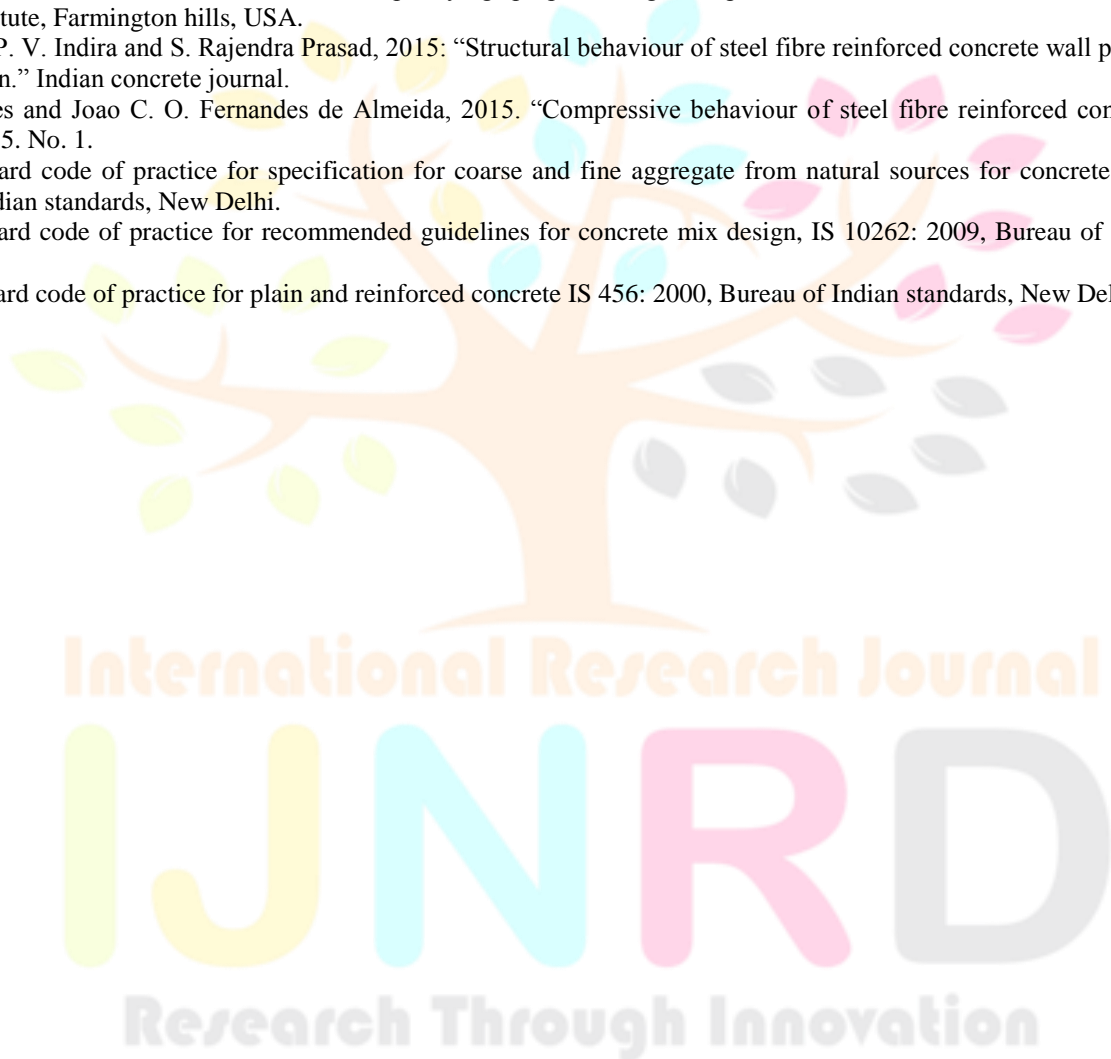 tute, Farmington hills, USA.
P. V. Indira and S. Rajendra Prasad, 2015: “Structural behaviour of steel fibre reinforced concrete wall p
n.” Indian concrete journal.
es and Joao C. O. Fernandes de Almeida, 2015. “Compressive behaviour of steel fibre reinforced con
5. No. 1.
ard code of practice for specification for coarse and fine aggregate from natural sources for concrete
dian standards, New Delhi.
ard code of practice for recommended guidelines for concrete mix design, IS 10262: 2009, Bureau of
ard code of practice for plain and reinforced concrete IS 456: 2000, Bureau of Indian standards, New Del
International Research Journal
IJNRD
Research Through Innovation